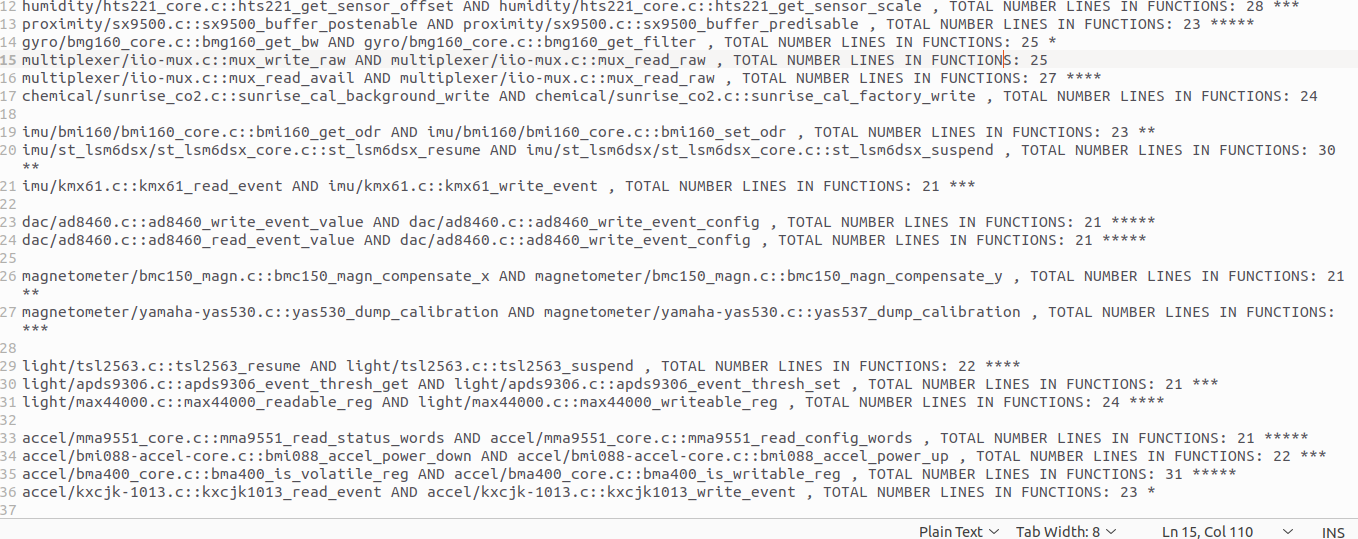 12 humidity/hts221_core.c::hts221_get_sensor_offset AND humidity/hts221_core.c::hts221_get_sensor_scale , TOTAL NUMBER LINES IN FUNCTIONS: 28 ***
13 proximity/sx9500.c::sx9500_buffer_postenable AND proximity/sx9500.c::sx9500_buffer_predisable , TOTAL NUMBER LINES IN FUNCTIONS: 23 *****
14 gyro/bmg160_core.c::bmg160_get_bw AND gyro/bmg160_core.c::bmg160_get_filter , TOTAL NUMBER LINES IN FUNCTIONS: 25 *
15 multiplexer/iio-mux.c::mux_write_raw AND multiplexer/iio-mux.c::mux_read_raw , TOTAL NUMBER LINES IN FUNCTIONS: 25
16 multiplexer/iio-mux.c::mux_read_avail AND multiplexer/iio-mux.c::mux_read_raw , TOTAL NUMBER LINES IN FUNCTIONS: 27 ****
17 chemical/sunrise_co2.c::sunrise_cal_background_write AND chemical/sunrise_co2.c::sunrise_cal_factory_write , TOTAL NUMBER LINES IN FUNCTIONS: 24
18
19 imu/bmi160/bmi160_core.c::bmi160_get_odr AND imu/bmi160/bmi160_core.c::bmi160_set_odr , TOTAL NUMBER LINES IN FUNCTIONS: 23 **
20 imu/st_lsm6dsx/st_lsm6dsx_core.c::st_lsm6dsx_resume AND imu/st_lsm6dsx/st_lsm6dsx_core.c::st_lsm6dsx_suspend , TOTAL NUMBER LINES IN FUNCTIONS: 30
**
21 imu/kmx61.c::kmx61_read_event AND imu/kmx61.c::kmx61_write_event , TOTAL NUMBER LINES IN FUNCTIONS: 21 ***
22
23 dac/ad8460.c::ad8460_write_event_value AND dac/ad8460.c::ad8460_write_event_config , TOTAL NUMBER LINES IN FUNCTIONS: 21 *****
24 dac/ad8460.c::ad8460_read_event_value AND dac/ad8460.c::ad8460_write_event_config , TOTAL NUMBER LINES IN FUNCTIONS: 21 *****
25
26 magnetometer/bmc150_magn.c::bmc150_magn_compensate_x AND magnetometer/bmc150_magn.c::bmc150_magn_compensate_y , TOTAL NUMBER LINES IN FUNCTIONS: 21
**
27 magnetometer/yamaha-yas530.c::yas530_dump_calibration AND magnetometer/yamaha-yas530.c::yas537_dump_calibration , TOTAL NUMBER LINES IN FUNCTIONS:
***
28
29 light/tsl2563.c::tsl2563_resume AND light/tsl2563.c::tsl2563_suspend , TOTAL NUMBER LINES IN FUNCTIONS: 22 ****
30 light/apds9306.c::apds9306_event_thresh_get AND light/apds9306.c::apds9306_event_thresh_set , TOTAL NUMBER LINES IN FUNCTIONS: 21 ***
31 light/max44000.c::max44000_readable_reg AND light/max44000.c::max44000_writeable_reg , TOTAL NUMBER LINES IN FUNCTIONS: 24 ****
32
33 accel/mma9551_core.c::mma9551_read_status_words AND accel/mma9551_core.c::mma9551_read_config_words , TOTAL NUMBER LINES IN FUNCTIONS: 21 *****
34 accel/bmi088-accel-core.c::bmi088_accel_power_down AND accel/bmi088-accel-core.c::bmi088_accel_power_up , TOTAL NUMBER LINES IN FUNCTIONS: 22 ***
35 accel/bma400_core.c::bma400_is_volatile_reg AND accel/bma400_core.c::bma400_is_writable_reg , TOTAL NUMBER LINES IN FUNCTIONS: 31 *****
36 accel/kxcjk-1013.c::kxcjk1013_read_event AND accel/kxcjk-1013.c::kxcjk1013_write_event , TOTAL NUMBER LINES IN FUNCTIONS: 23 *
37
Plain Text Tab Width: 8 Ln 15, Col 110 INS